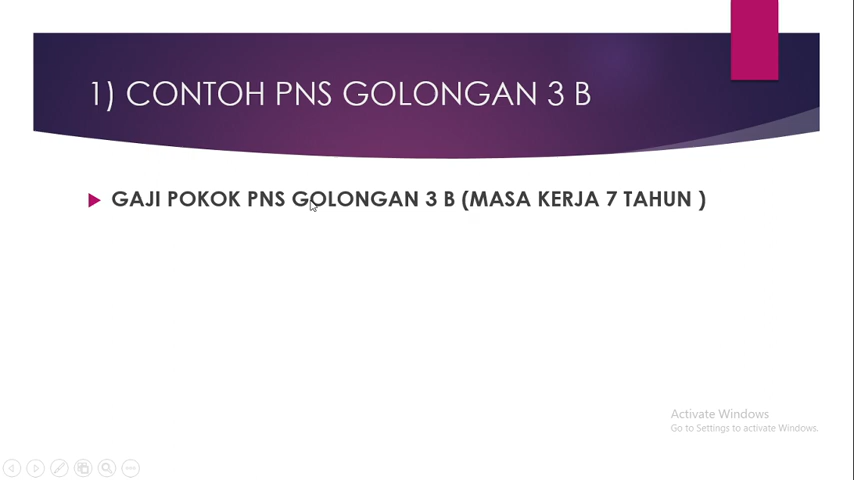 1) CONTOH PNS GOLONGAN 3 B
GAJI POKOK PNS GOLONGAN 3 B (MASA KERJA 7 TAHUN )
Activate Windows
Go to Settings to activate Windows.